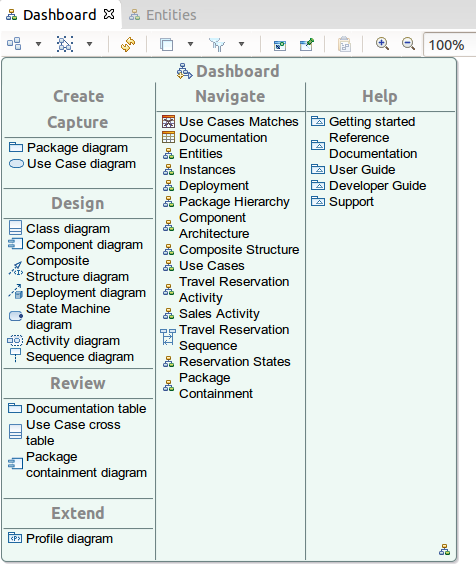 Dashboard
Entities
100%
Dashboard
Create
Capture
Package diagram
Use Case diagram
Design
Class diagram
Component diagram
Composite
Structure diagram
Deployment diagram
State Machine
diagram
Activity diagram
Sequence diagram
Review
Documentation table
Use Case cross
table
Package
containment diagram
Extend
Profile diagram
Navigate
Use Cases Matches
Documentation
Entities
Instances
Deployment
Package Hierarchy
Component
Architecture
Composite Structure
Use Cases
Travel Reservation
Activity
Sales Activity
Travel Reservation
Sequence
Reservation States
Package
Containment
Help
Getting started
Reference
Documentation
User Guide
Developer Guide
Support